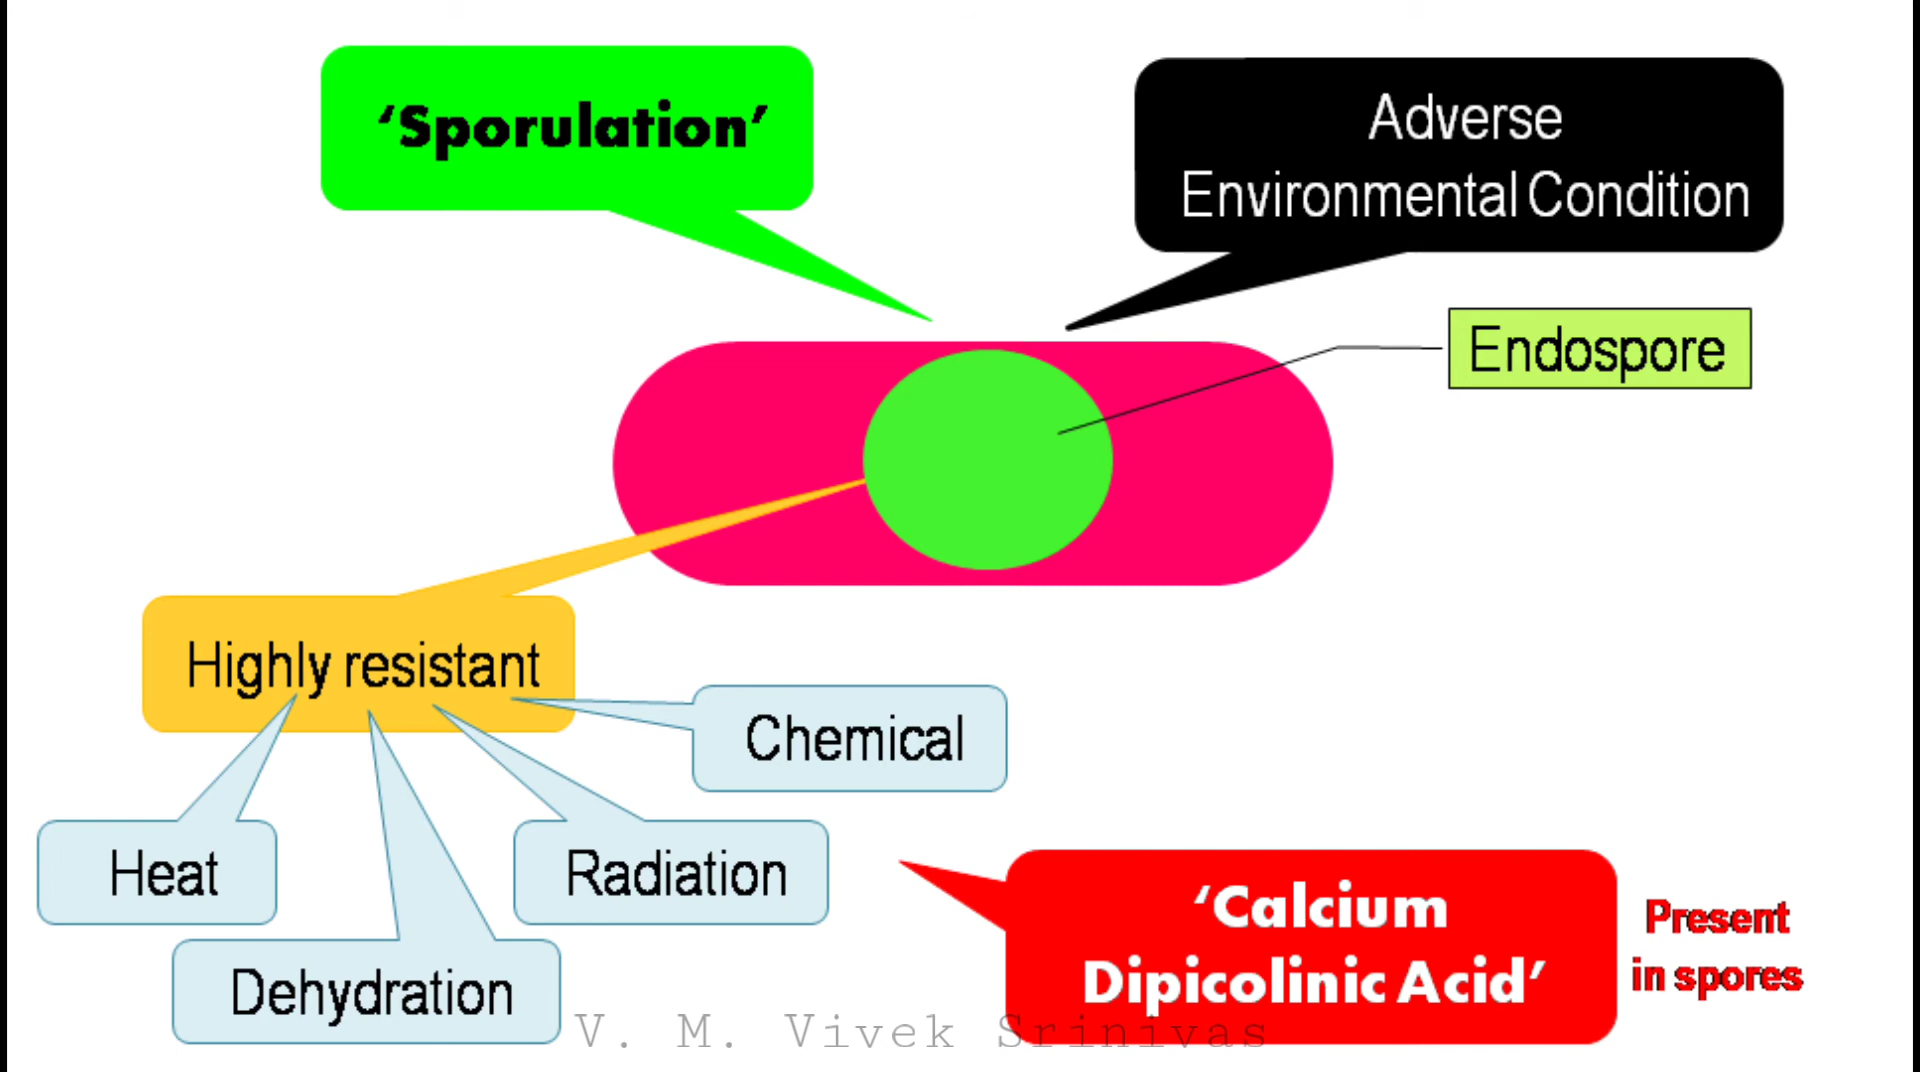 ‘Sporulation’
Adverse
Environmental Condition
Endospore
Highly resistant
Chemical
Heat
Radiation
Dehydration
‘Calcium
Dipicolinic Acid’
Present
in spores
V. M. Vivek Srinivas